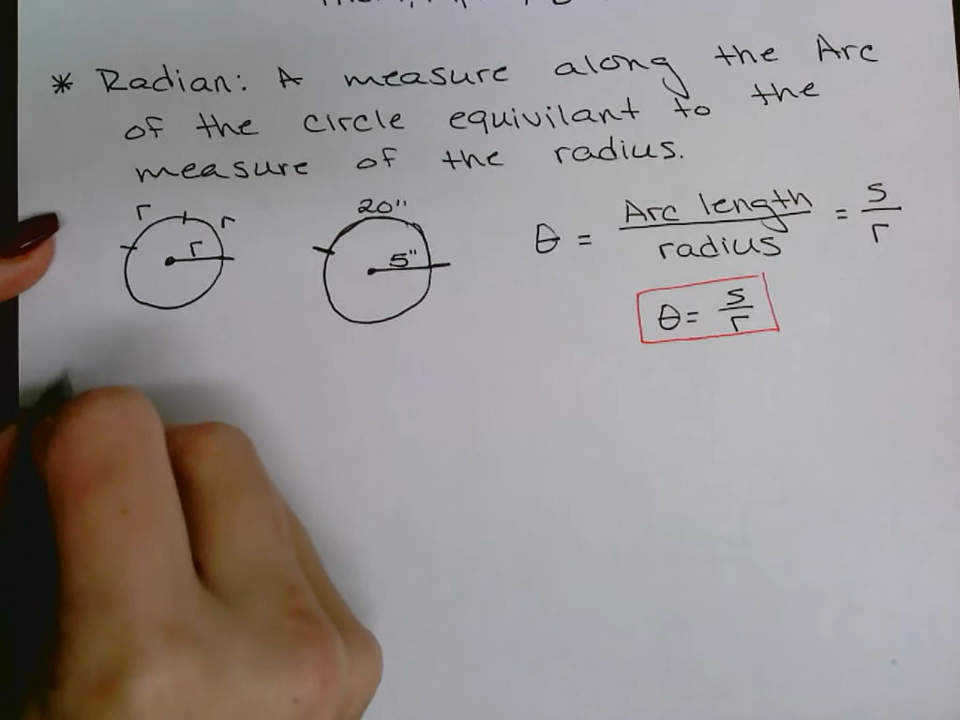 * Radian: A measure along the Arc
of the circle equivilant to the
measure of the radius.
r r r
20"
5"
θ = Arc length / radius = s / r
θ = s / r